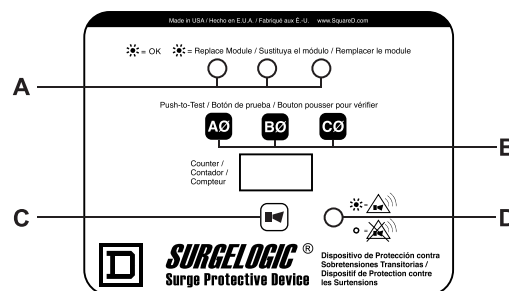 Made in USA / Hecho en E.U.A. / Fabriqué aux É.-U. www.SquareD.com
= OK = Replace Module / Sustituya el módulo / Remplacer le module
A
Push-to-Test / Botón de prueba / Bouton pousser pour vérifier
AØ BØ CØ
B
Counter /
Contador /
Compteur
C
D
SURGELOGIC ®
Surge Protective Device
Dispositivo de Protección contra
Sobretensiones Transitorias /
Dispositif de Protection contre
les Surtensions